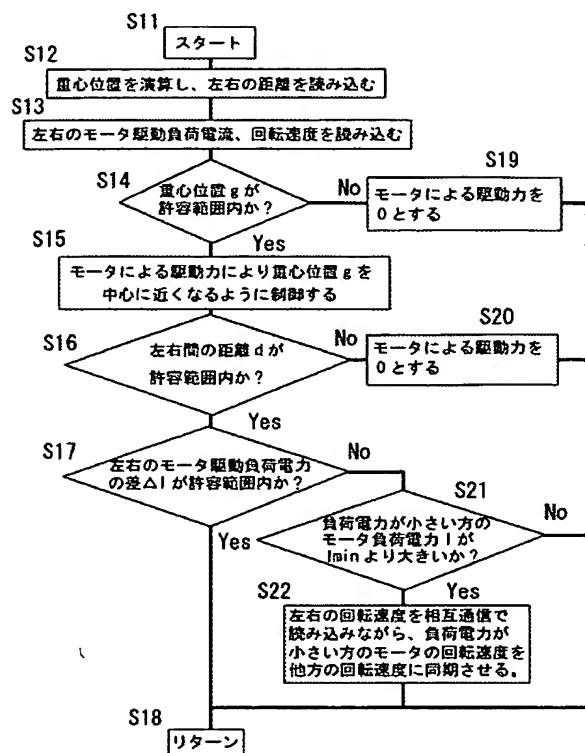 S11
スタート
S12
重心位置を演算し、左右の距離を読み込む
S13
左右のモータ駆動負荷電流、回転速度を読み込む
S14
重心位置gが
許容範囲内か?
No
S19
モータによる駆動力を
0とする
Yes
S15
モータによる駆動力により重心位置gを
中心に近くなるように制御する
S16
左右間の距離dが
許容範囲内か?
No
S20
モータによる駆動力を
0とする
Yes
S17
左右のモータ駆動負荷電力
の差△Iが許容範囲内か?
No
Yes
S21
負荷電力が小さい方の
モータ負荷電力Iが
Iminより大きいか?
No
Yes
S22
左右の回転速度を相互通信で
読み込みながら、負荷電力が
小さい方のモータの回転速度を
他方の回転速度に同期させる。
S18
リターン